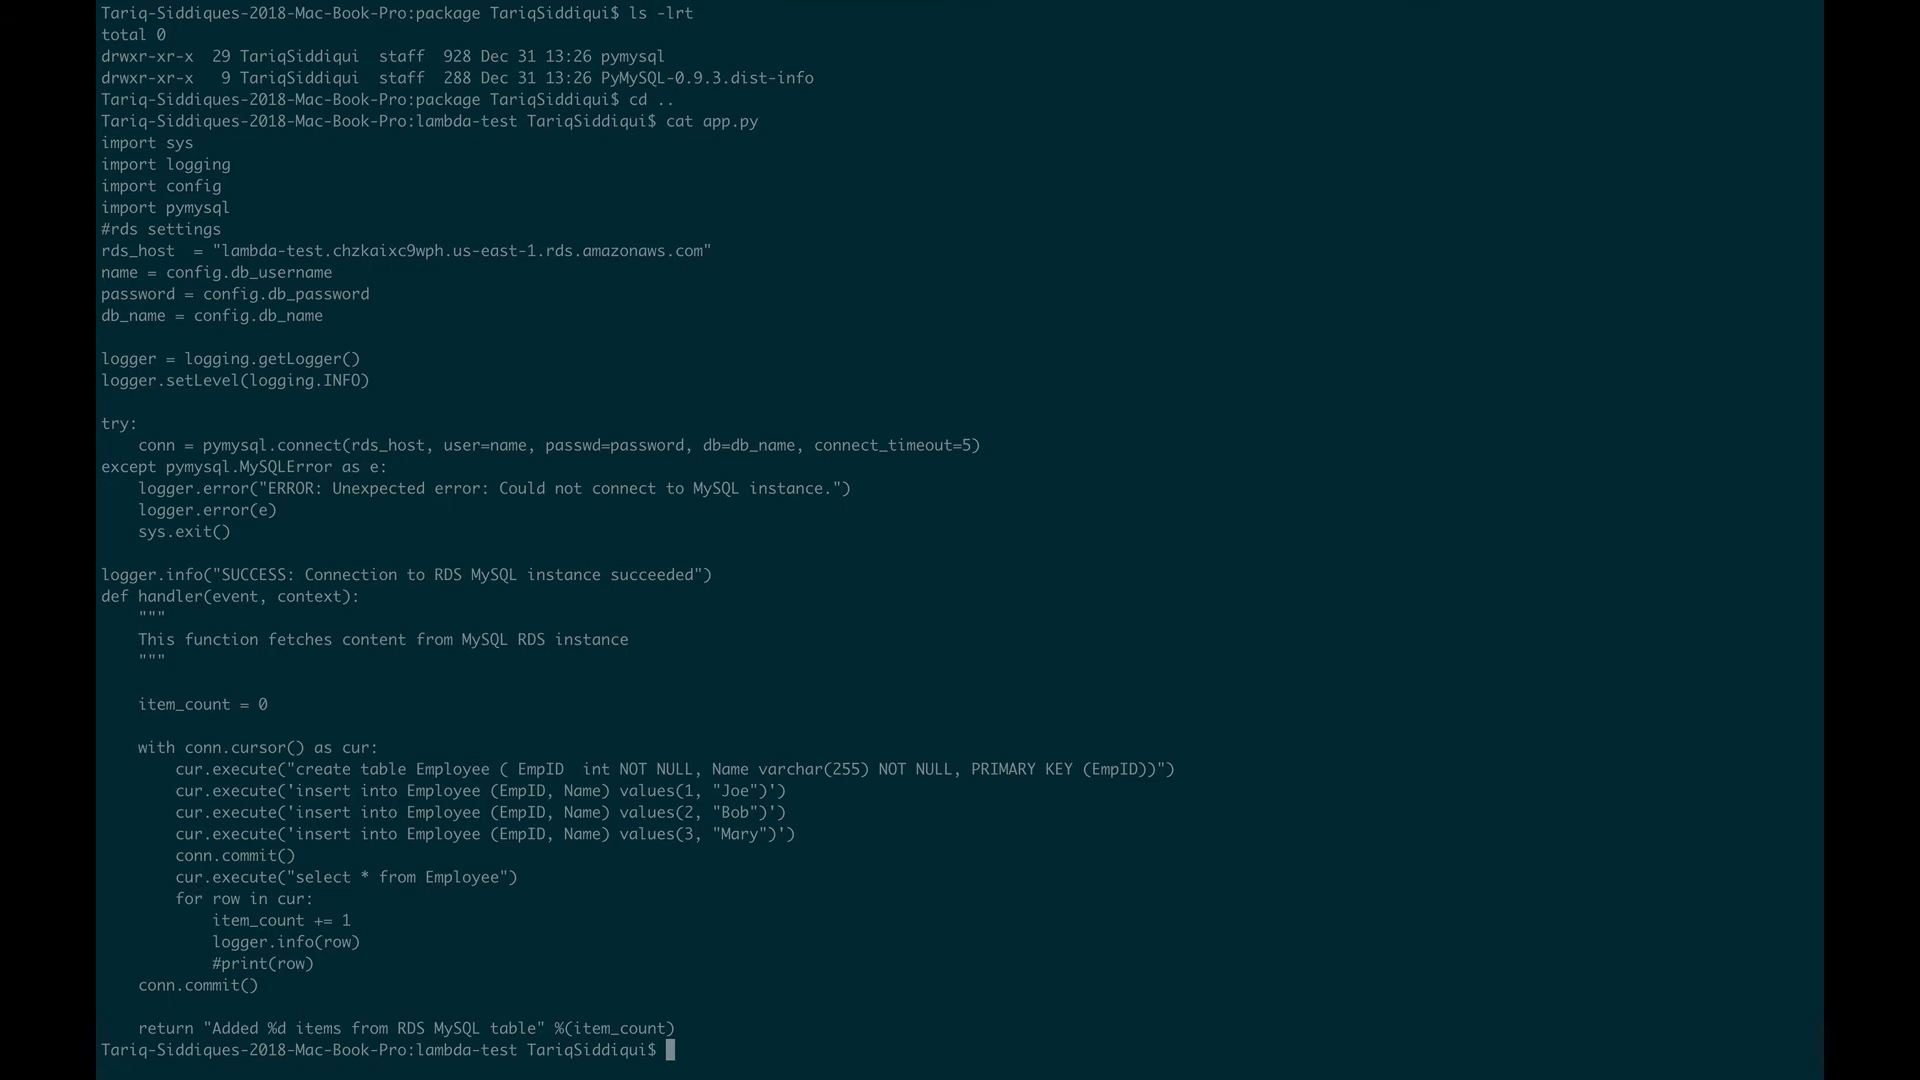 Tariq-Siddiques-2018-Mac-Book-Pro:package TariqSiddiqui$ ls -lrt
total 0
drwxr-xr-x  29 TariqSiddiqui  staff  928 Dec 31 13:26 pymysql
drwxr-xr-x   9 TariqSiddiqui  staff  288 Dec 31 13:26 PyMySQL-0.9.3.dist-info
Tariq-Siddiques-2018-Mac-Book-Pro:package TariqSiddiqui$ cd ..
Tariq-Siddiques-2018-Mac-Book-Pro:lambda-test TariqSiddiqui$ cat app.py
import sys
import logging
import config
import pymysql
#rds settings
rds_host  = "lambda-test.chzkaixc9wph.us-east-1.rds.amazonaws.com"
name = config.db_username
password = config.db_password
db_name = config.db_name

logger = logging.getLogger()
logger.setLevel(logging.INFO)

try:
    conn = pymysql.connect(rds_host, user=name, passwd=password, db=db_name, connect_timeout=5)
except pymysql.MySQLError as e:
    logger.error("ERROR: Unexpected error: Could not connect to MySQL instance.")
    logger.error(e)
    sys.exit()

logger.info("SUCCESS: Connection to RDS MySQL instance succeeded")
def handler(event, context):
    """
    This function fetches content from MySQL RDS instance
    """

    item_count = 0

    with conn.cursor() as cur:
        cur.execute("create table Employee ( EmpID  int NOT NULL, Name varchar(255) NOT NULL, PRIMARY KEY (EmpID))")
        cur.execute('insert into Employee (EmpID, Name) values(1, "Joe")')
        cur.execute('insert into Employee (EmpID, Name) values(2, "Bob")')
        cur.execute('insert into Employee (EmpID, Name) values(3, "Mary")')
        conn.commit()
        cur.execute("select * from Employee")
        for row in cur:
            item_count += 1
            logger.info(row)
            #print(row)
    conn.commit()

    return "Added %d items from RDS MySQL table" %(item_count)
Tariq-Siddiques-2018-Mac-Book-Pro:lambda-test TariqSiddiqui$